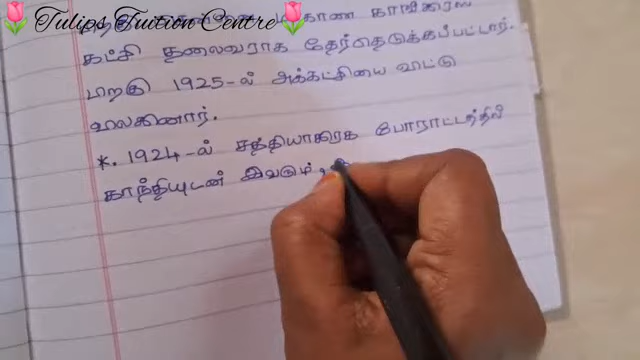 Tulips Tuition Centre
காங்கிரஸ்
கட்சி தலைவராக தேர்தெடுக்கப்பட்டார்.
பிறகு 1925-ல் அக்கட்சியை விட்டு
விலகினார்.
*. 1924-ல் சத்தியாகிரக போராட்டத்தில்
காந்தியுடன் இவரும்